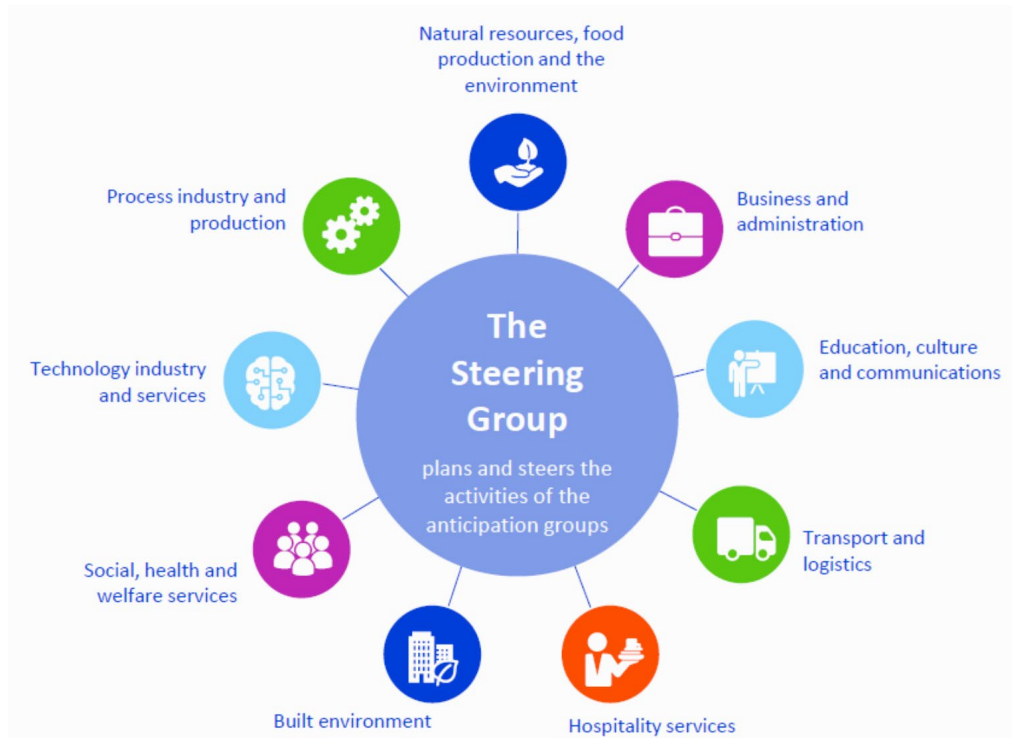 Natural resources, food
production and the
environment
Business and
administration
Education, culture
and communications
Transport and
logistics
Hospitality services
Built environment
Social, health and
welfare services
Technology industry
and services
Process industry and
production
The
Steering
Group
plans and steers the
activities of the
anticipation groups